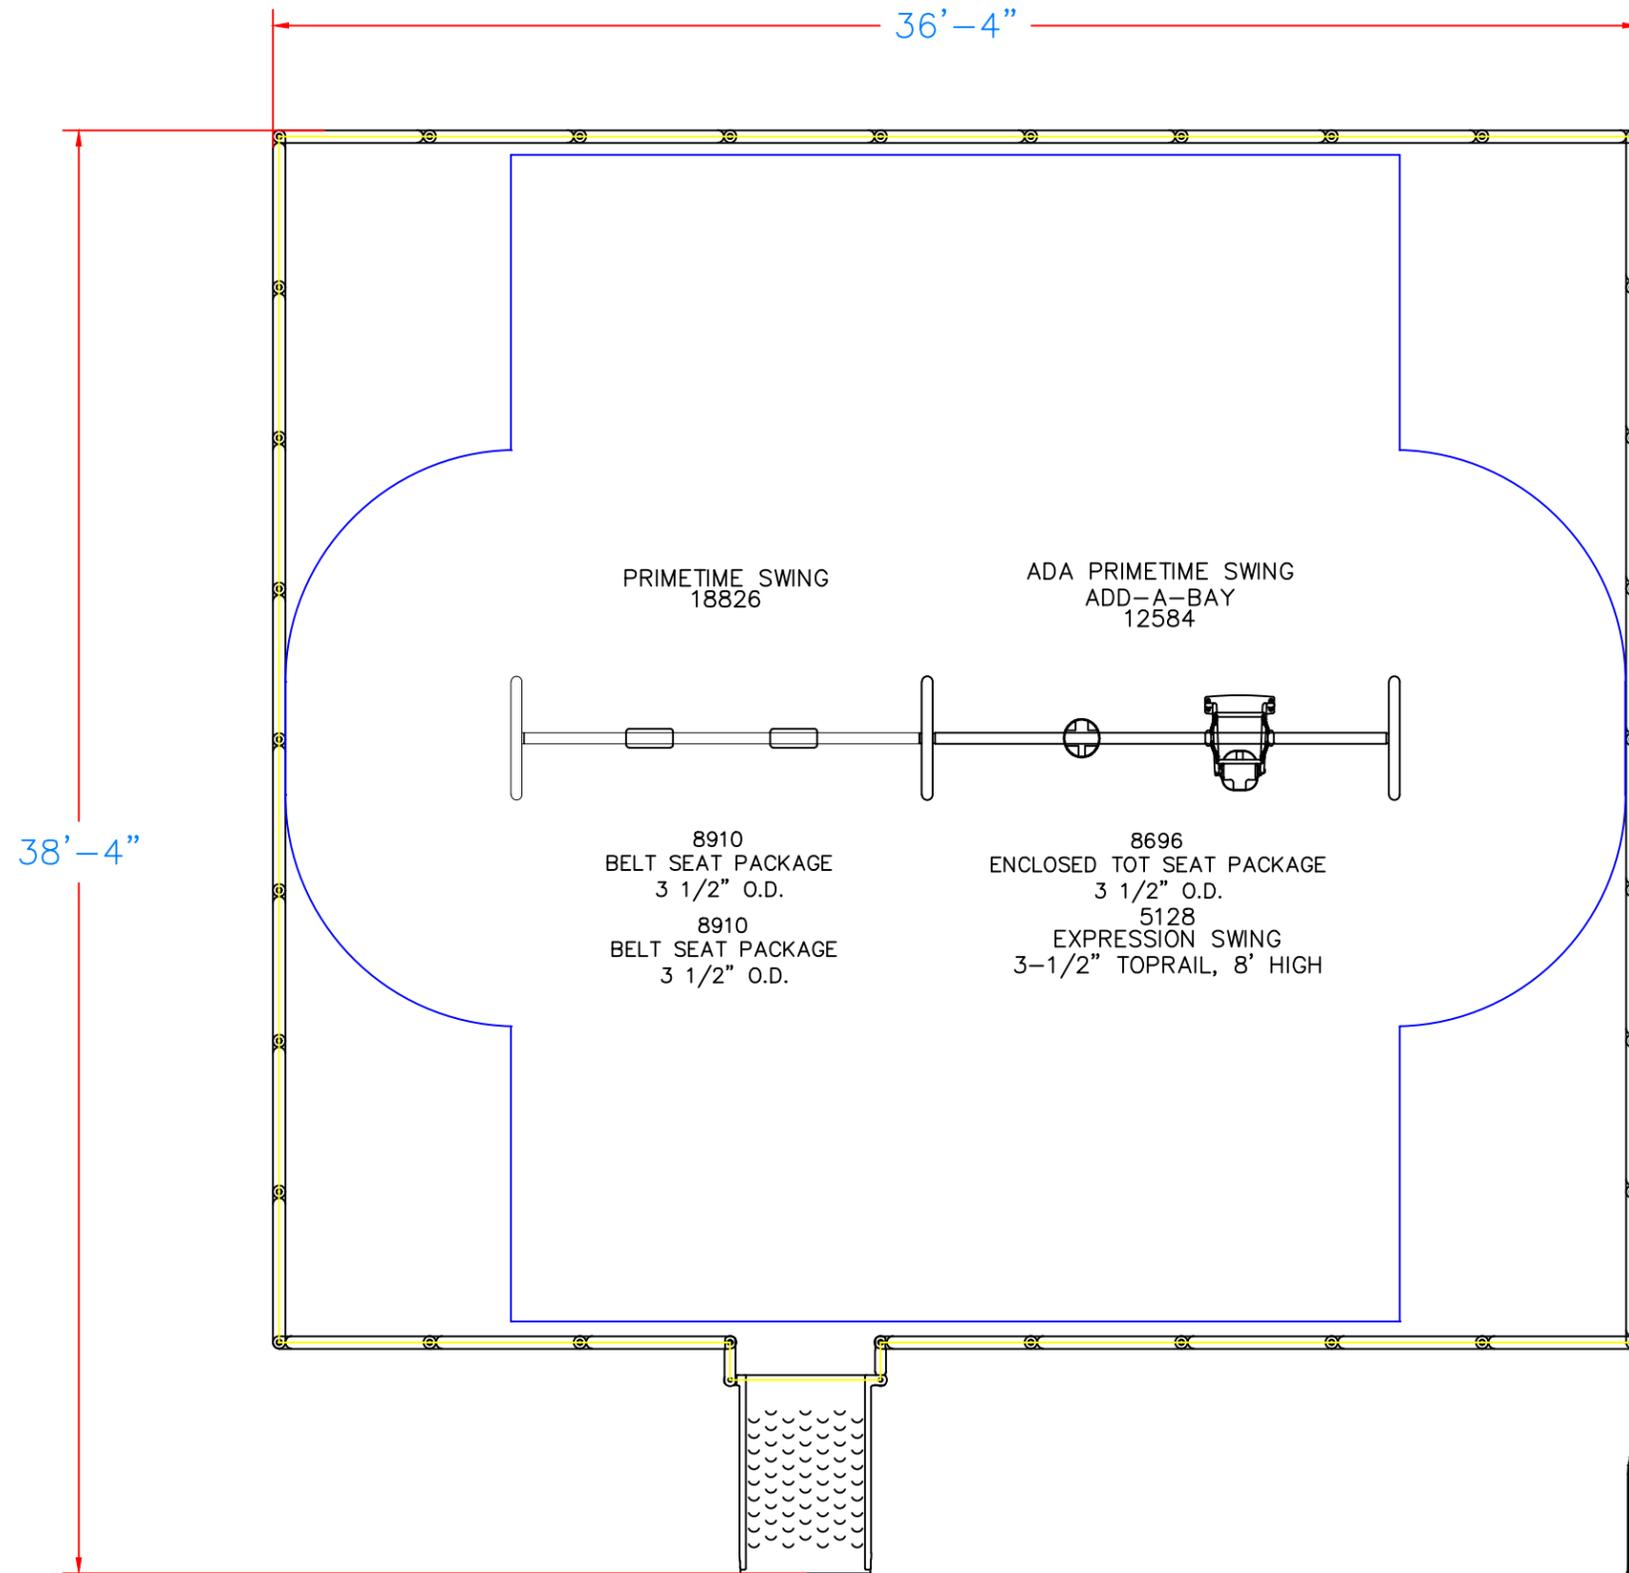 36'-4"
PRIMETIME SWING
18826
ADA PRIMETIME SWING
ADD-A-BAY
12584
38'-4"
8910
BELT SEAT PACKAGE
3 1/2" O.D.
8910
BELT SEAT PACKAGE
3 1/2" O.D.
8696
ENCLOSED TOT SEAT PACKAGE
3 1/2" O.D.
5128
EXPRESSION SWING
3-1/2" TOPRAIL, 8' HIGH